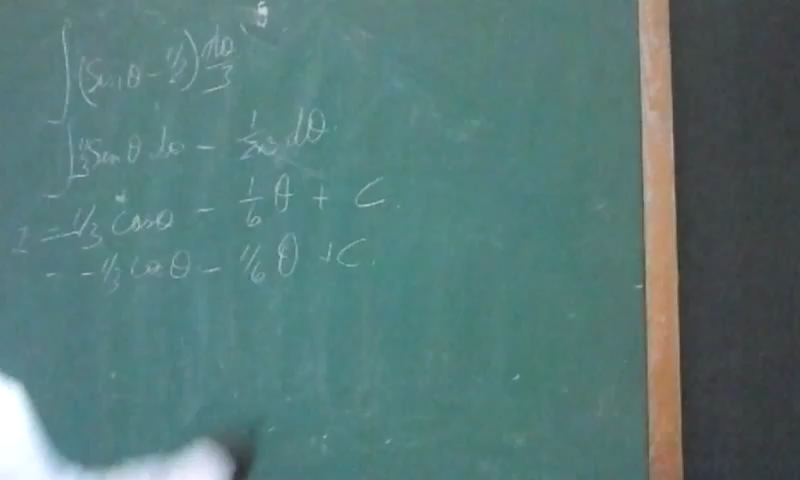 ∫(Sinθ - 1/2) dθ/3
∫1/3 Sinθ dθ - 1/2x3 dθ.
I = -1/3 Cosθ - 1/6 θ + C.
= -1/3 cosθ - 1/6 θ + C.